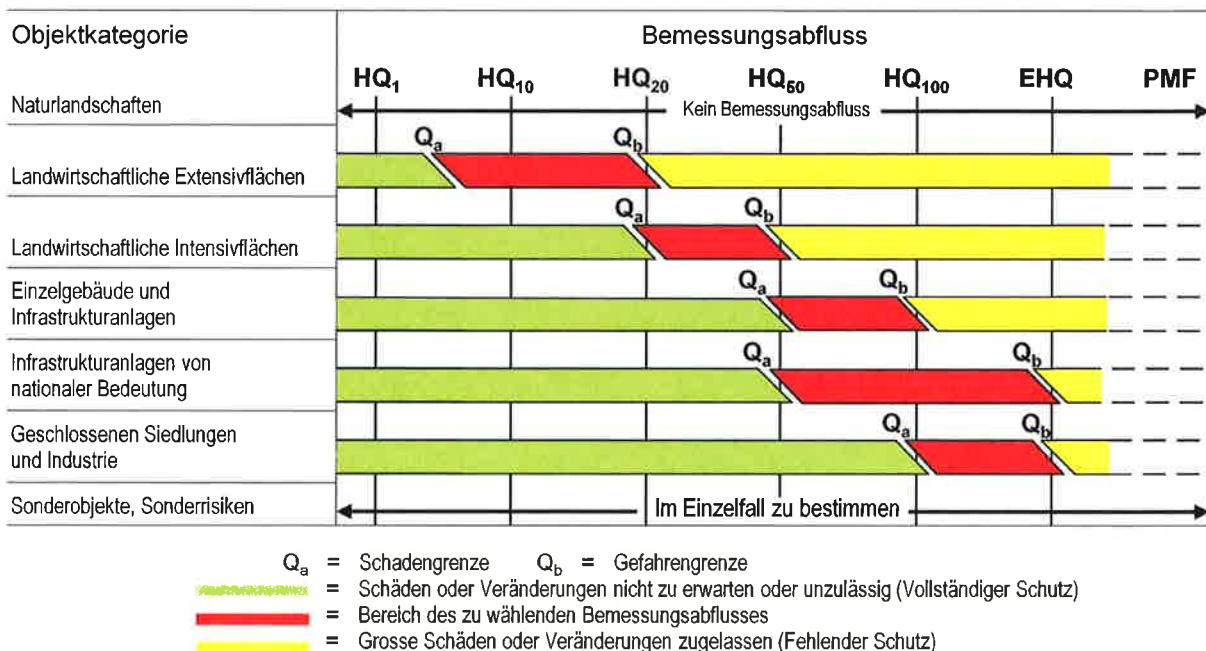 Objektkategorie
Bemessungsabfluss
HQ1 HQ10 HQ20 HQ50 HQ100 EHQ PMF
Naturlandschaften
Kein Bemessungsabfluss
Qa Qb
Landwirtschaftliche Extensivflächen
Qa Qb
Landwirtschaftliche Intensivflächen
Einzelgebäude und
Infrastrukturanlagen
Qa Qb
Infrastrukturanlagen von
nationaler Bedeutung
Qa Qb
Geschlossenen Siedlungen
und Industrie
Qa Qb
Sonderobjekte, Sonderrisiken
Im Einzelfall zu bestimmen
Qa = Schadengrenze Qb = Gefahrengrenze
= Schäden oder Veränderungen nicht zu erwarten oder unzulässig (Vollständiger Schutz)
= Bereich des zu wählenden Bemessungsabflusses
= Grosse Schäden oder Veränderungen zugelassen (Fehlender Schutz)